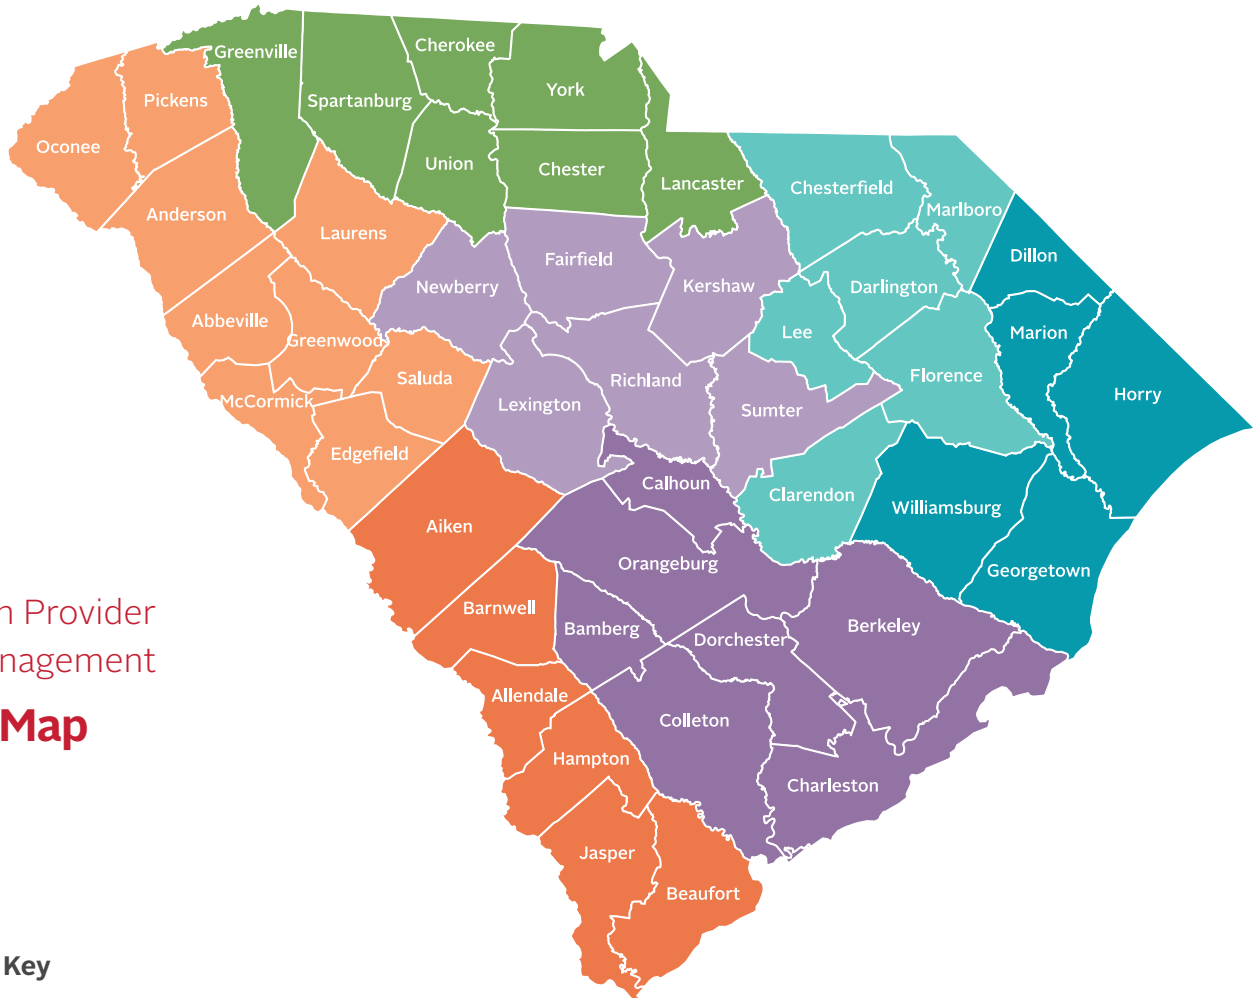 Greenville
Cherokee
York
Pickens
Spartanburg
Oconee
Union
Chester
Lancaster
Chesterfield
Marlboro
Anderson
Laurens
Fairfield
Dillon
Newberry
Kershaw
Darlington
Abbeville
Greenwood
Lee
Marion
Saluda
Richland
Florence
Horry
McCormick
Lexington
Sumter
Edgefield
Calhoun
Clarendon
Williamsburg
Aiken
Orangeburg
Georgetown
Barnwell
Bamberg
Dorchester
Berkeley
n Provider
nagement
Map
Allendale
Colleton
Hampton
Charleston
Jasper
Beaufort
Key